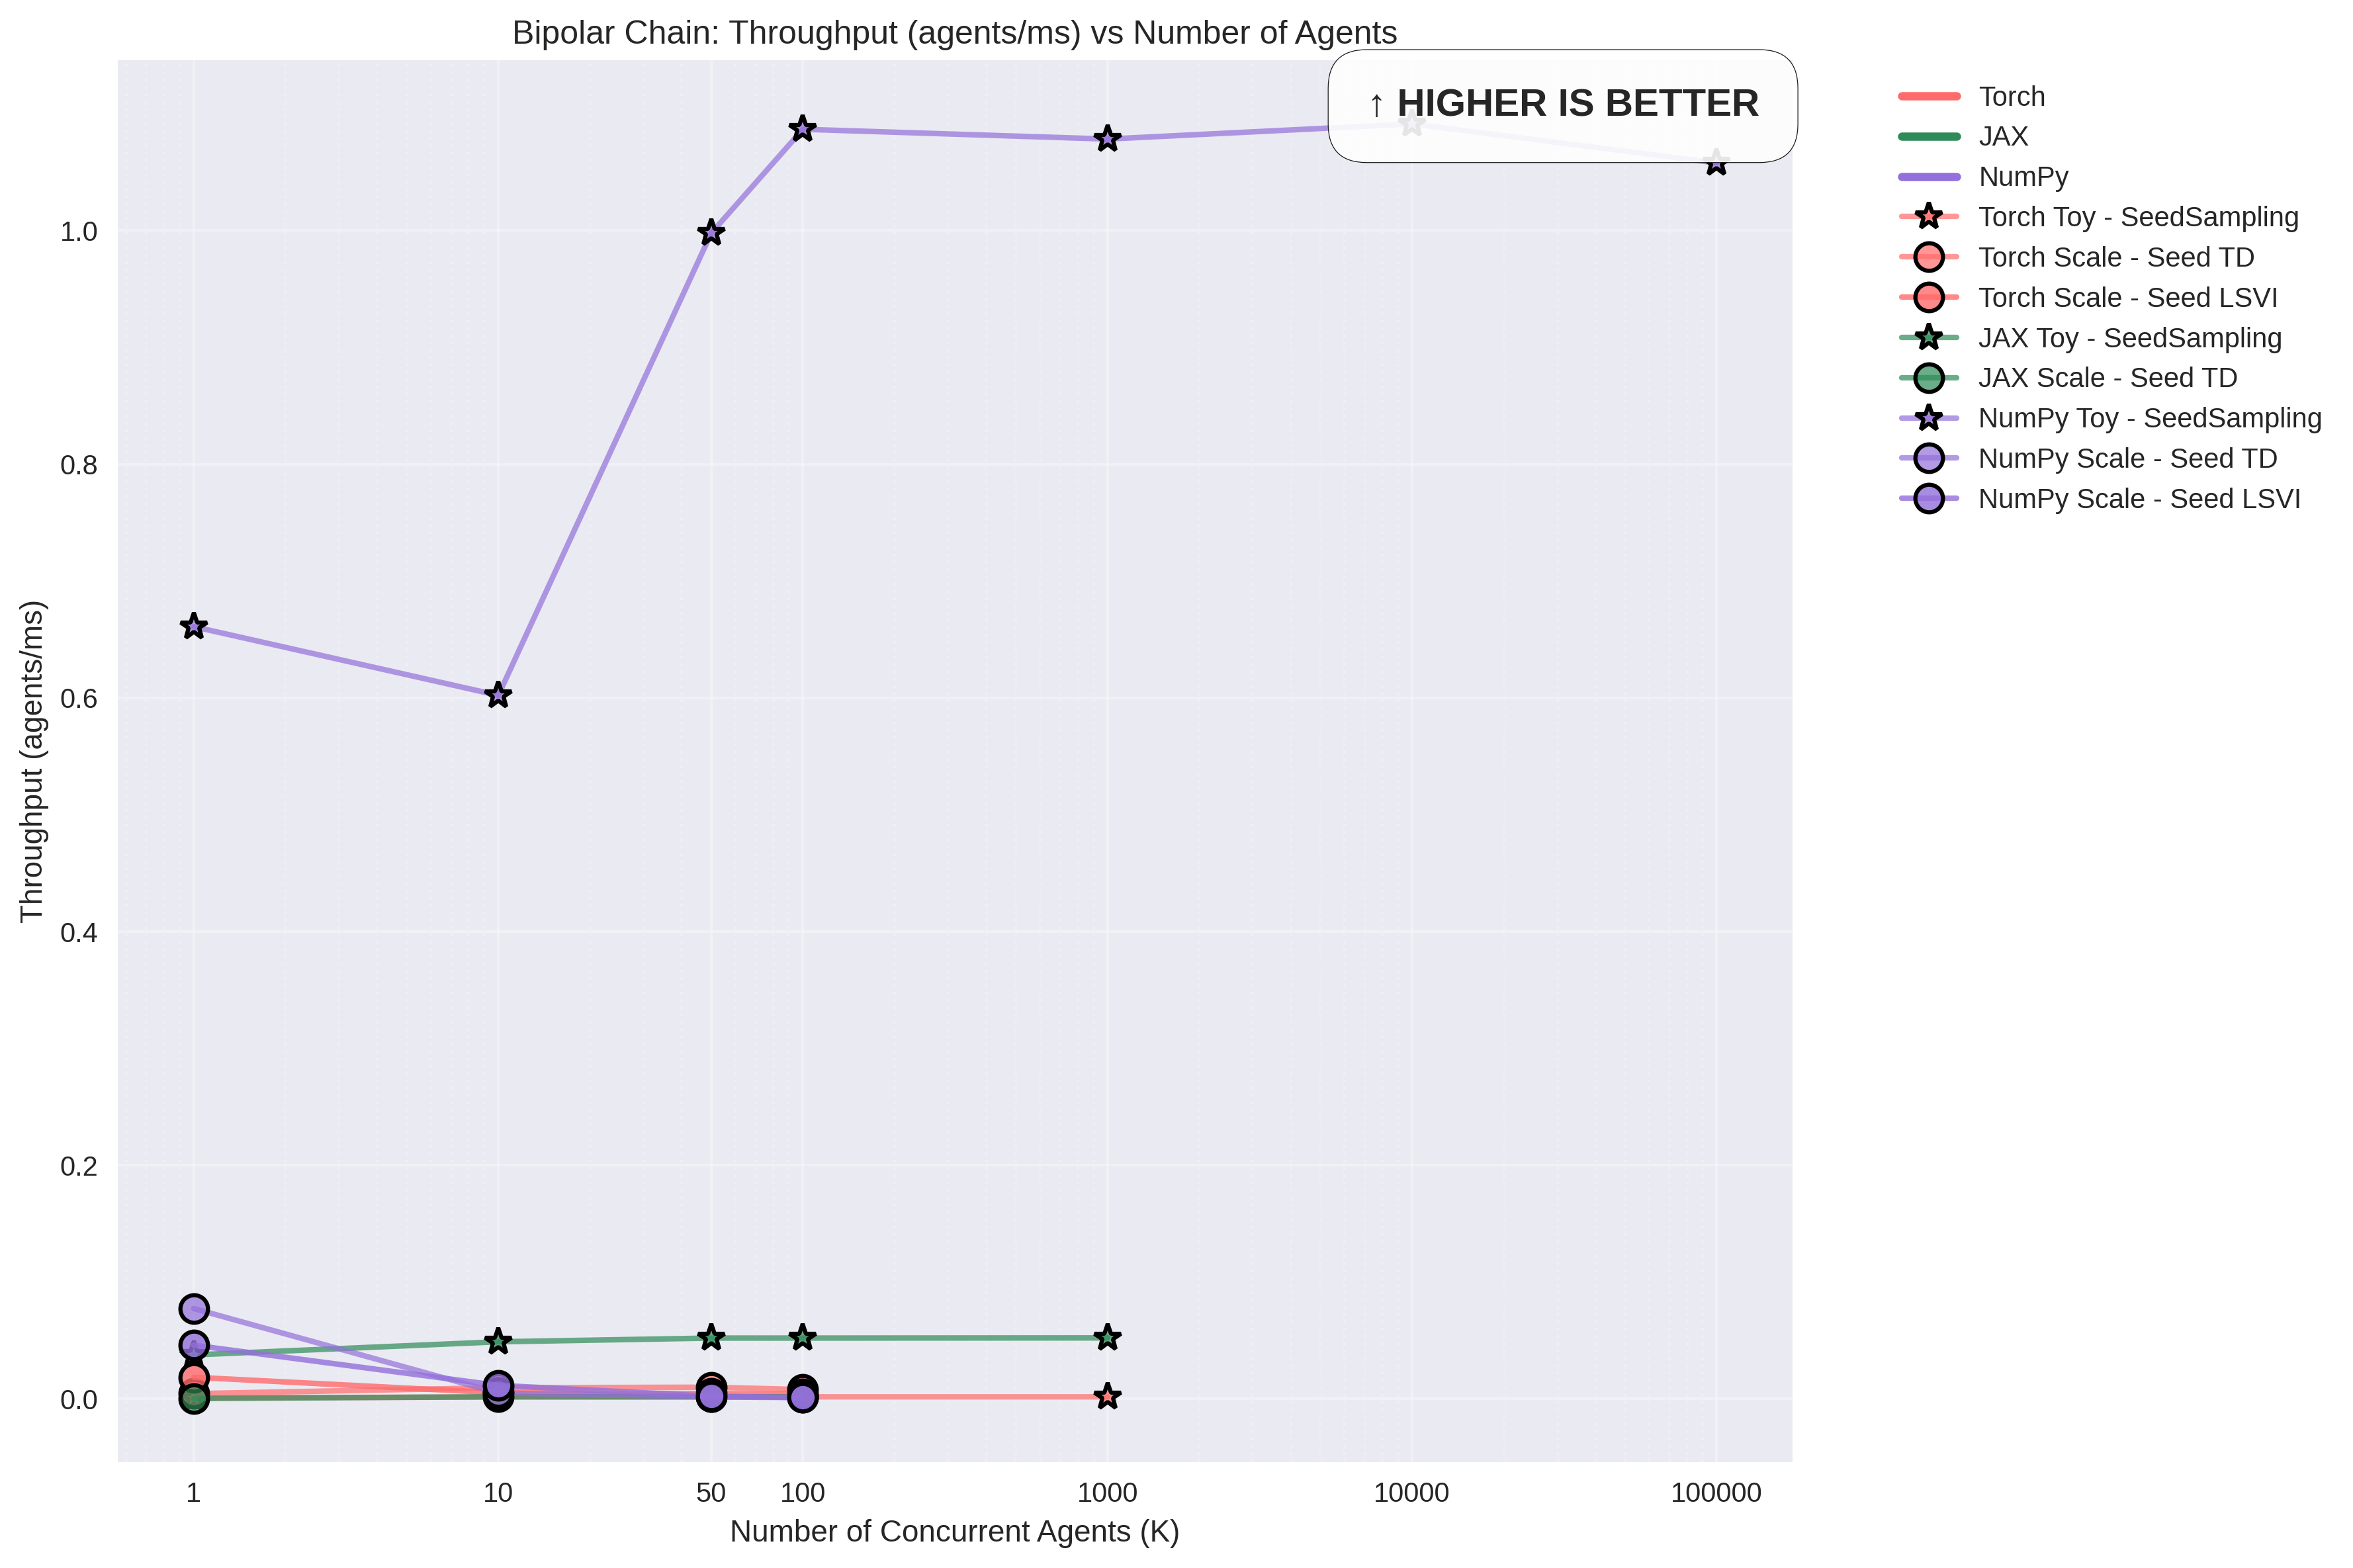 Bipolar Chain: Throughput (agents/ms) vs Number of Agents
↑ HIGHER IS BETTER
Torch
JAX
NumPy
Torch Toy - SeedSampling
Torch Scale - Seed TD
Torch Scale - Seed LSVI
JAX Toy - SeedSampling
JAX Scale - Seed TD
NumPy Toy - SeedSampling
NumPy Scale - Seed TD
NumPy Scale - Seed LSVI
Throughput (agents/ms)
1.0
0.8
0.6
0.4
0.2
0.0
1 10 50 100 1000 10000 100000
Number of Concurrent Agents (K)